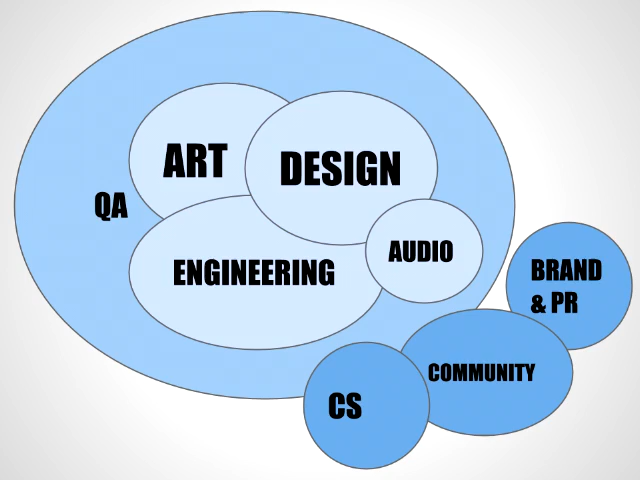 ART
DESIGN
QA
AUDIO
ENGINEERING
BRAND
& PR
COMMUNITY
CS